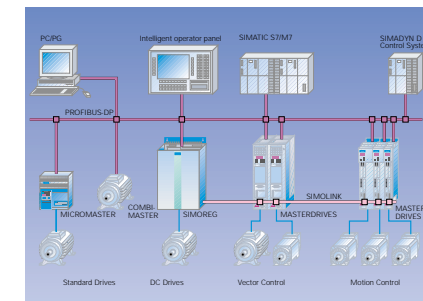 PC/PG
Intelligent operator panel
SIMATIC S7/M7
SIMADYN D
Control Syste
PROFIBUS-DP
SIMOLINK
MICROMASTER
COMBI-
MASTER
SIMOREG
MASTERDRIVES
MASTER
DRIVES
Standard Drives
DC Drives
Vector Control
Motion Control